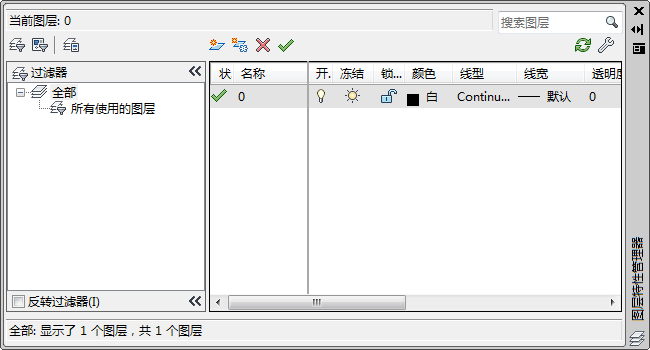 当前图层: 0
搜索图层
过滤器
状 名称 开. 冻结 锁... 颜色 线型 线宽 透明度
全部
0 白 Continu... 默认 0
所有使用的图层
反转过滤器(I)
全部: 显示了 1 个图层，共 1 个图层
图层特性管理器